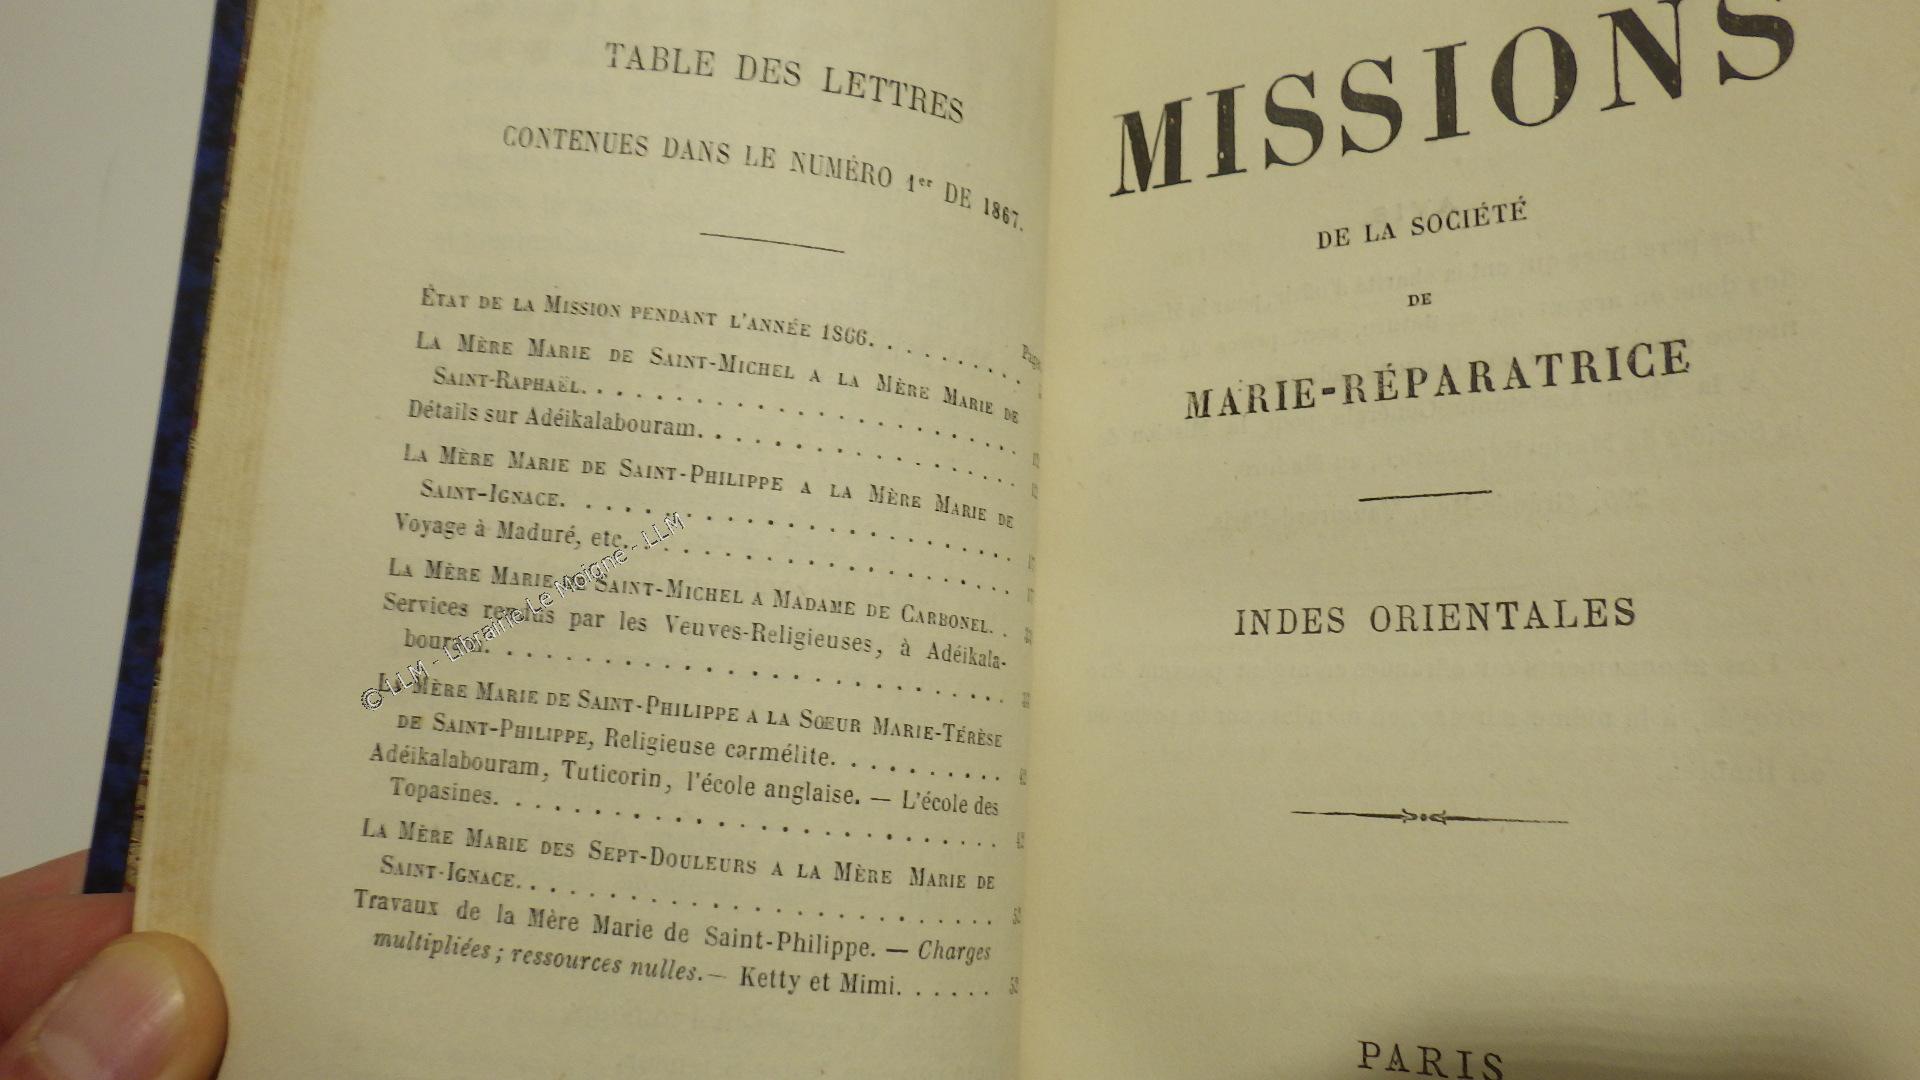 TABLE DES LETTRES
CONTENUES DANS LE NUMÉRO 1er DE 1867.
ÉTAT DE LA MISSION PENDANT L'ANNÉE 1866. . . . . . . . .
LA MÈRE MARIE DE SAINT-MICHEL A LA MÈRE MARIE DE
SAINT-RAPHAËL. . . . . . . . . . . . . . . . . . . . .
Détails sur Adéikalabouram. . . . . . . . . . . . . . . .
LA MÈRE MARIE DE SAINT-PHILIPPE A LA MÈRE MARIE DE
SAINT-IGNACE. . . . . . . . . . . . . . . . . . . . . .
Voyage à Maduré, etc. . . . . . . . . . . . . . . . . . .
LA MÈRE MARIE DE SAINT-MICHEL A MADAME DE CARBONEL. .
Services rendus par les Veuves-Religieuses, à Adéikala-
bouram. . . . . . . . . . . . . . . . . . . . . . . . .
LA MÈRE MARIE DE SAINT-PHILIPPE A LA SŒUR MARIE-TÉRÈSE
DE SAINT-PHILIPPE, Religieuse carmélite. . . . . . . . . .
Adéikalabouram, Tuticorin, l'école anglaise. — L'école des
Topasines. . . . . . . . . . . . . . . . . . . . . . . .
LA MÈRE MARIE DES SEPT-DOULEURS A LA MÈRE MARIE DE
SAINT-IGNACE. . . . . . . . . . . . . . . . . . . . . . .
Travaux de la Mère Marie de Saint-Philippe. — Charges
multipliées ; ressources nulles. — Ketty et Mimi. . . . . .
© LLM - Librairie Le Moigne - LLM
MISSIONS
DE LA SOCIÉTÉ
DE
MARIE-RÉPARATRICE
INDES ORIENTALES
PARIS